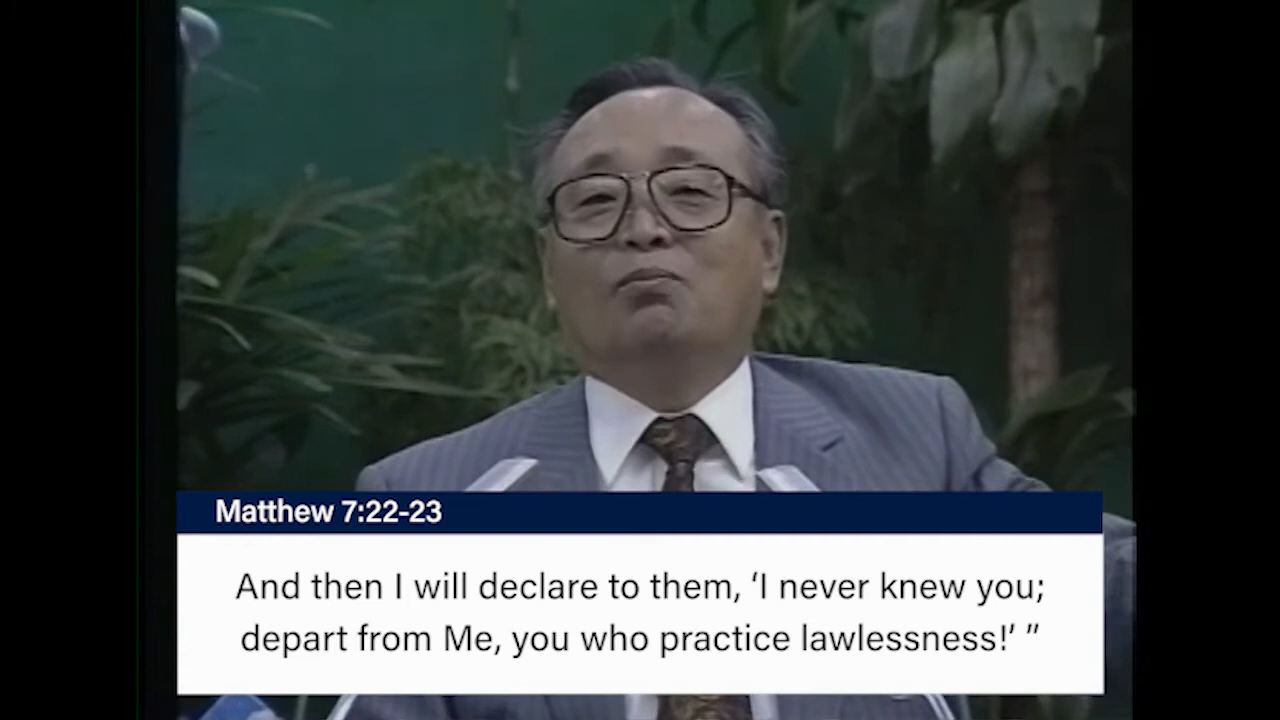 Matthew 7:22-23
And then I will declare to them, ‘I never knew you;
depart from Me, you who practice lawlessness!’ ”